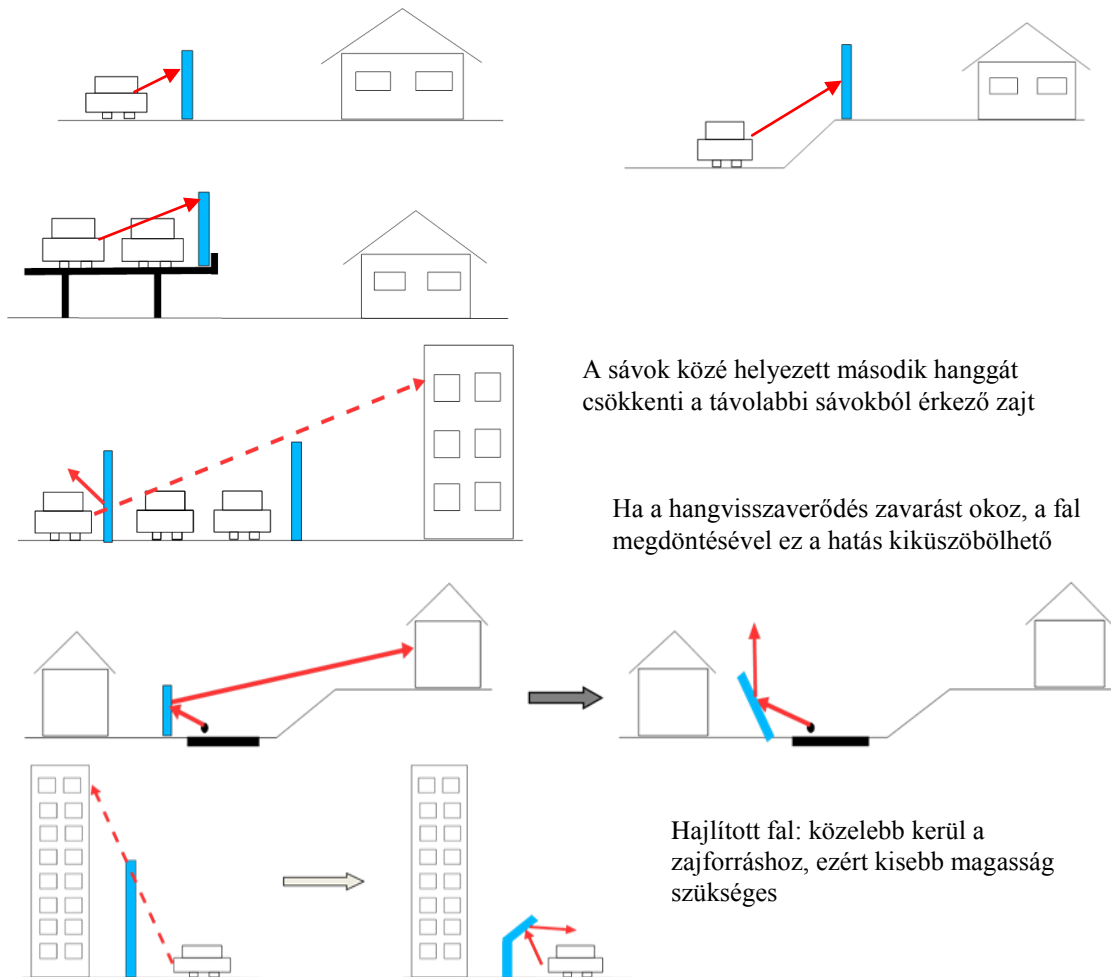 A sávok közé helyezett második hanggát
csökkenti a távolabbi sávokból érkező zajt
Ha a hangvisszaverődés zavarást okoz, a fal
megdöntésével ez a hatás kiküszöbölhető
Hajlított fal: közelebb kerül a
zajforráshoz, ezért kisebb magasság
szükséges